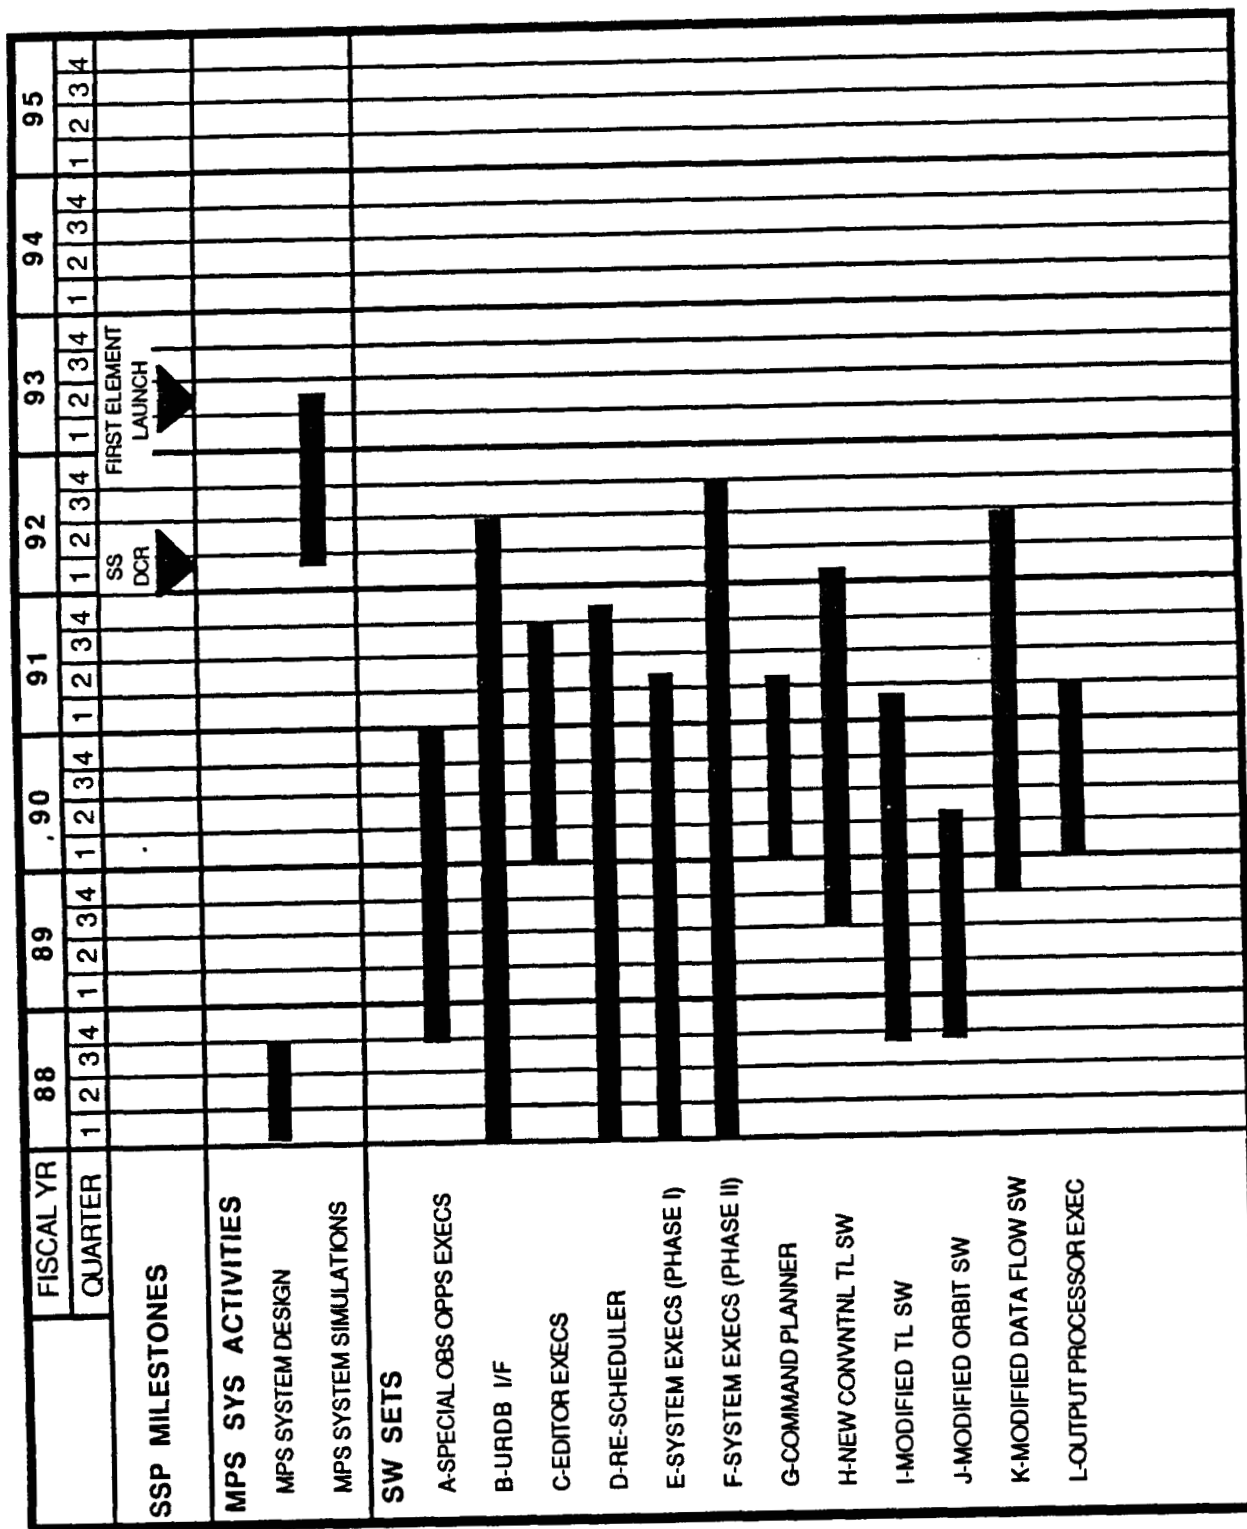 FISCAL YR 88 89 , 90 91 92 93 94 95
QUARTER 1 2 3 4 1 2 3 4 1 2 3 4 1 2 3 4 1 2 3 4 1 2 3 4 1 2 3 4 1 2 3 4
SSP MILESTONES
SS
DCR
FIRST ELEMENT
LAUNCH
MPS SYS ACTIVITIES
MPS SYSTEM DESIGN
MPS SYSTEM SIMULATIONS
SW SETS
A-SPECIAL OBS OPPS EXECS
B-URDB I/F
C-EDITOR EXECS
D-RE-SCHEDULER
E-SYSTEM EXECS (PHASE I)
F-SYSTEM EXECS (PHASE II)
G-COMMAND PLANNER
H-NEW CONVNTNL TL SW
I-MODIFIED TL SW
J-MODIFIED ORBIT SW
K-MODIFIED DATA FLOW SW
L-OUTPUT PROCESSOR EXEC